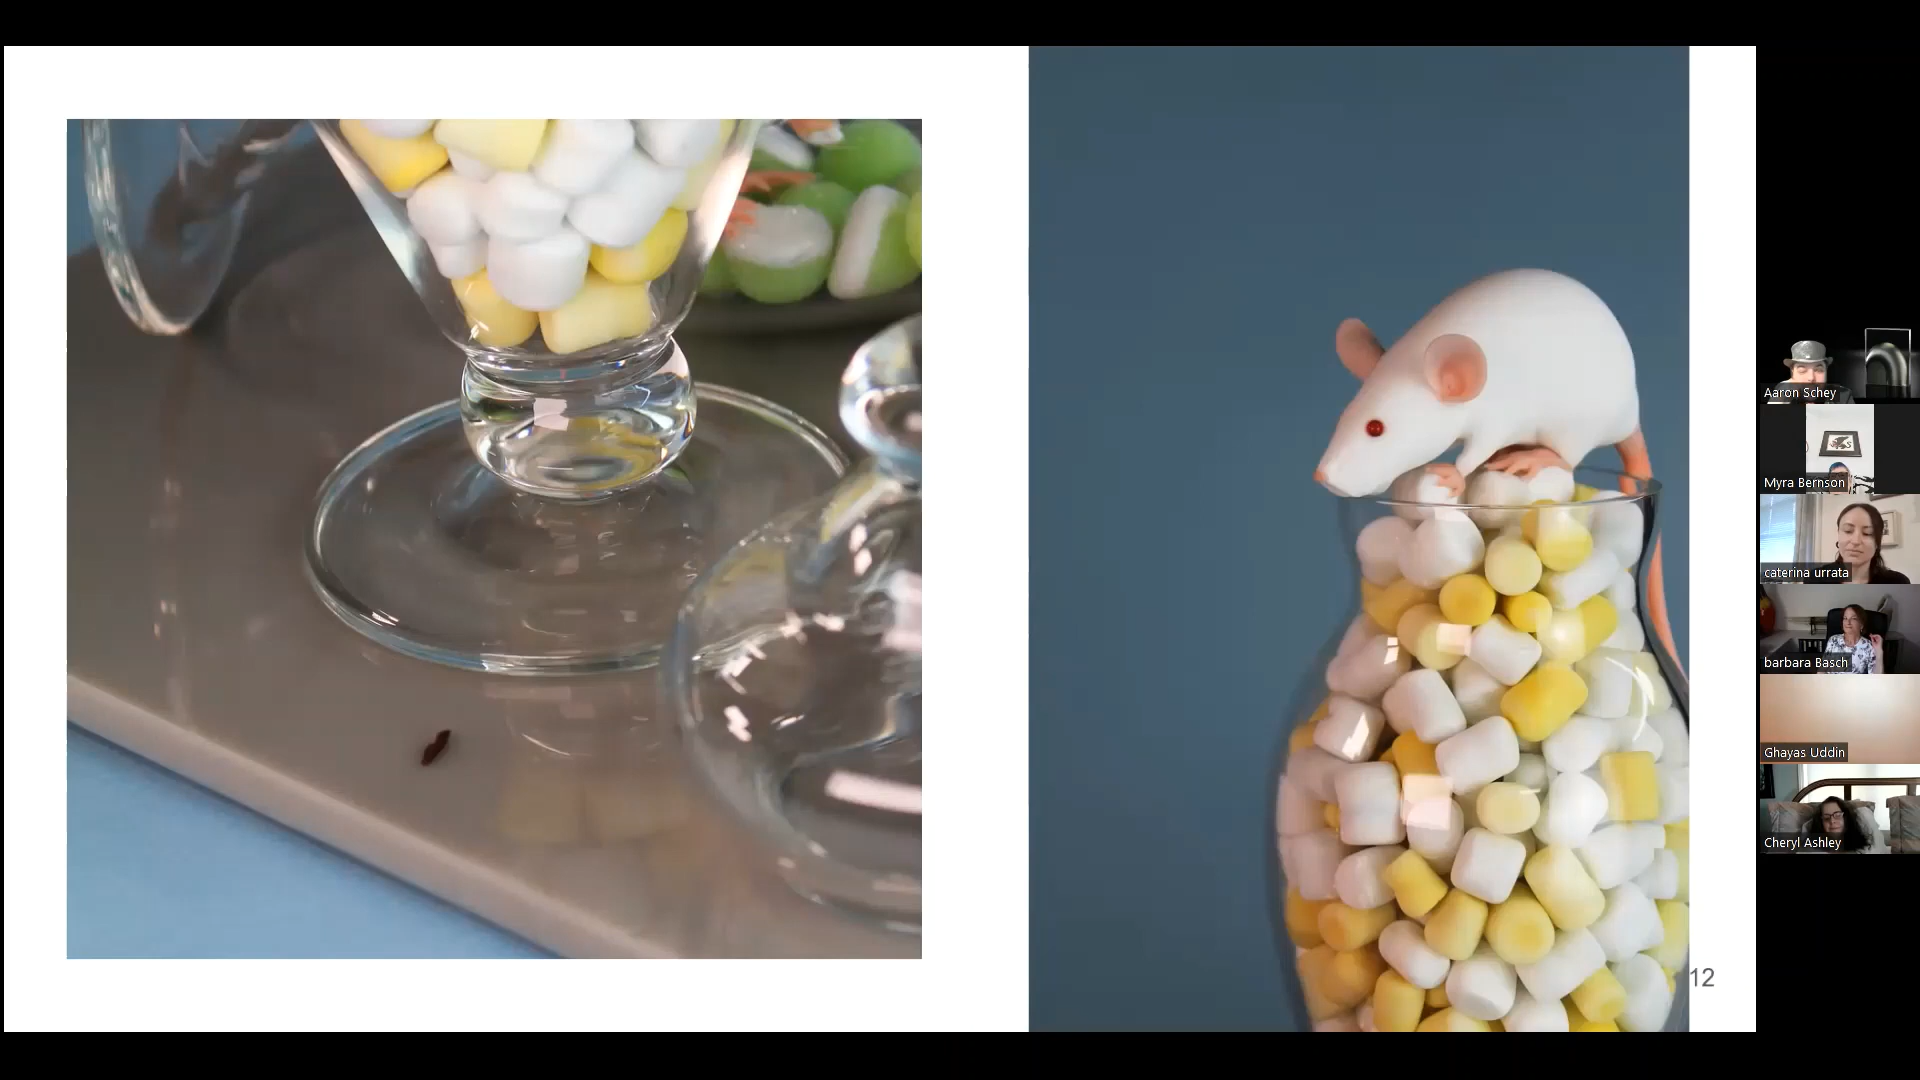 12
Aaron Schey
Myra Bernson
caterina urrata
barbara Basch
Ghayas Uddin
Cheryl Ashley